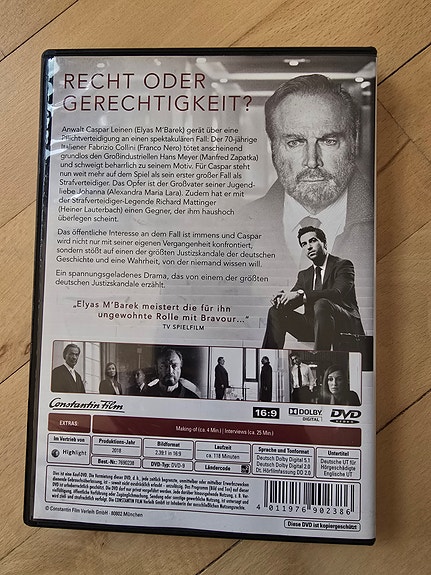 RECHT ODER
GERECHTIGKEIT?
Anwalt Caspar Leinen (Elyas M'Barek) gerät über eine
Pflichtverteidigung an einen spektakulären Fall: Der 70-jährige
Italiener Fabrizio Collini (Franco Nero) tötet anscheinend
grundlos den Großindustriellen Hans Meyer (Manfred Zapatka)
und schweigt beharrlich zu seinem Motiv. Für Caspar steht
nun weit mehr auf dem Spiel als sein erster großer Fall als
Strafverteidiger. Das Opfer ist der Großvater seiner Jugend-
liebe Johanna (Alexandra Maria Lara). Zudem hat er mit
der Strafverteidiger-Legende Richard Mattinger
(Heiner Lauterbach) einen Gegner, der ihm haushoch
überlegen scheint.
Das öffentliche Interesse an dem Fall ist immens und Caspar
wird nicht nur mit seiner eigenen Vergangenheit konfrontiert,
sondern stößt auf einen der größten Justizskandale der deutschen
Geschichte und eine Wahrheit, von der niemand wissen will.
Ein spannungsgeladenes Drama, das von einem der größten
deutschen Justizskandale erzählt.
„Elyas M'Barek meistert die für ihn
ungewohnte Rolle mit Bravour..."
TV SPIELFILM
Constantin Film
16:9
DOLBY
DIGITAL
DVD
VIDEO
EXTRAS:
Making-of (ca. 4 Min.) | Interviews (ca. 25 Min.)
Im Vertrieb von
Highlight
Produktions-Jahr
2018
Best.-Nr.: 7690238
Bildformat
2.39:1 in 16:9
DVD-Typ: DVD-9
Laufzeit
ca. 118 Minuten
Ländercode
Sprache und Tonformat
Deutsch Dolby Digital 5.1
Deutsch Dolby Digital 2.0
Dt. Hörfilmfassung DD 2.0
Untertitel
Deutsche UT für
Hörgeschädigte
Englische UT
© Constantin Film Verleih GmbH · 80802 München
4 011976 902386
Diese DVD ist kopiergeschützt